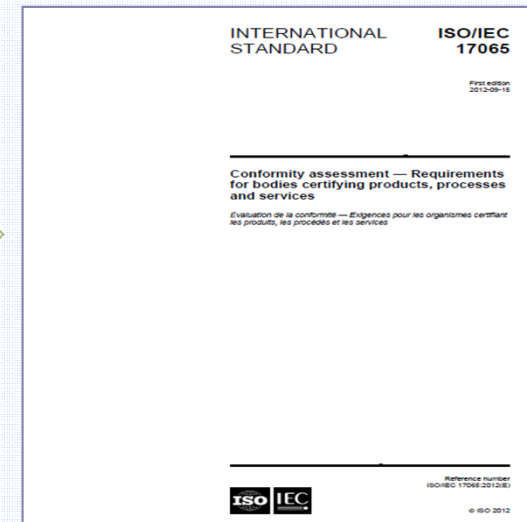 INTERNATIONAL
STANDARD
ISO/IEC
17065
First edition
2012-09-15
Conformity assessment — Requirements
for bodies certifying products, processes
and services
Évaluation de la conformité — Exigences pour les organismes certifiant
les produits, les procédés et les services
ISO
IEC
Reference number
ISO/IEC 17065:2012(E)
© ISO 2012